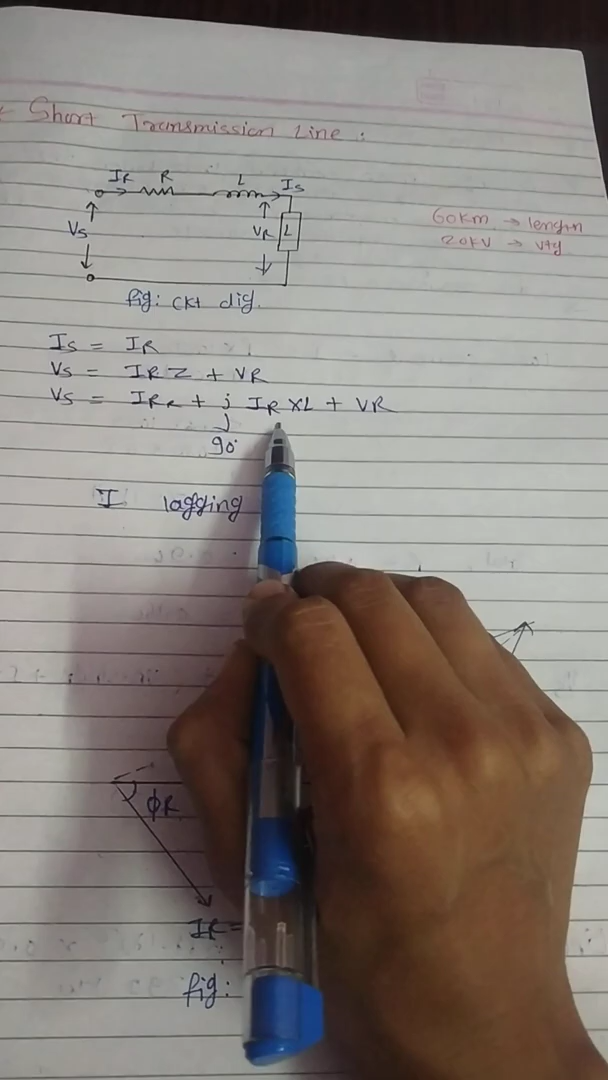 Short Transmission Line :
IR R L IS
VS VR L
60KM → length
20KV → vtg
fig: ckt dig.
IS = IR
VS = IR Z + VR
VS = IRR + j IR XL + VR
90°
I lagging
ϕR
IR =
fig: